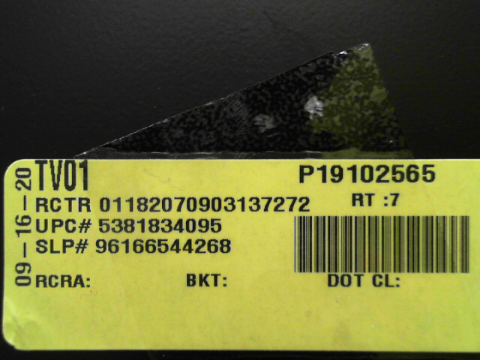 09-16-20
TV01 P19102565
RCTR 01182070903137272 RT :7
UPC# 5381834095
SLP# 96166544268
RCRA: BKT: DOT CL: